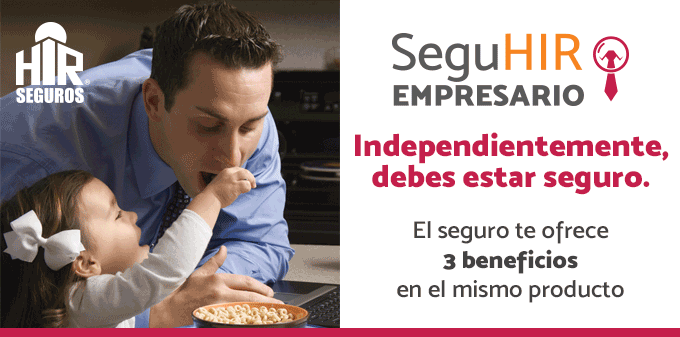 HIR
SEGUROS
SeguHIR
EMPRESARIO
Independientemente,
debes estar seguro.
El seguro te ofrece
3 beneficios
en el mismo producto